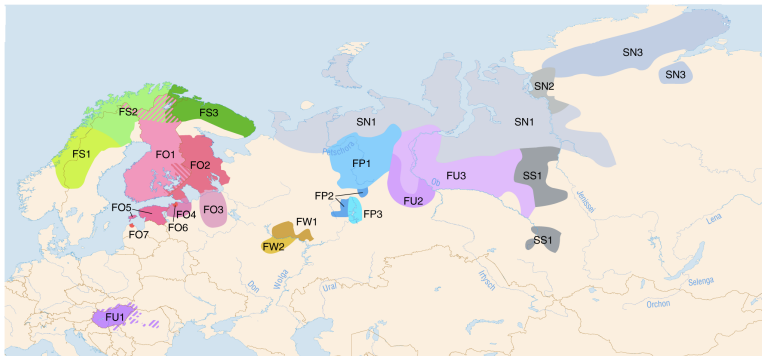 SN3
SN3
SN2
FS2
FS3
SN1
SN1
Petschora
FS1
FO1
FO2
FP1
Ob
FU3
SS1
FP2
FU2
Jenissei
FO5
FO4
FO3
FP3
Lena
FO7
FO6
FW1
FW2
SS1
Don
Wolga
Ural
Irtysch
Selenga
Orchon
FU1